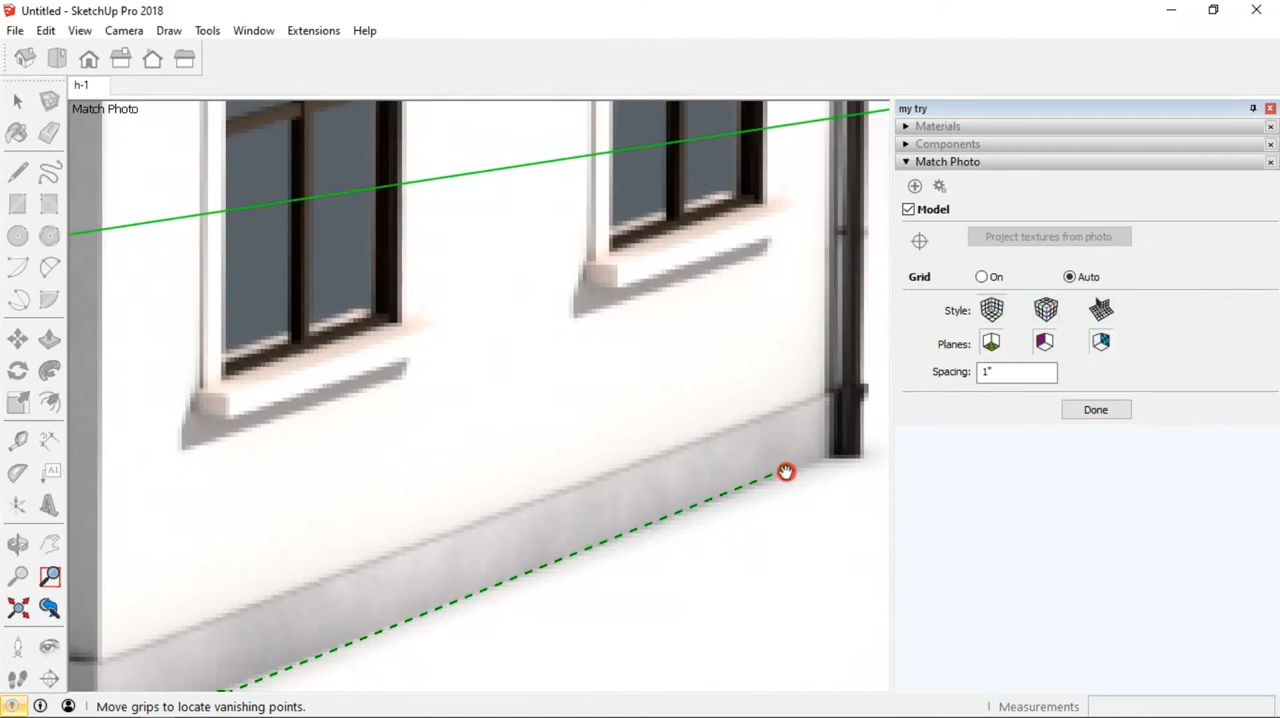 Untitled - SketchUp Pro 2018
File Edit View Camera Draw Tools Window Extensions Help
h-1
Match Photo
my try
Materials
Components
Match Photo
Model
Project textures from photo
Grid On Auto
Style:
Planes:
Spacing: 1"
Done
A1
Move grips to locate vanishing points.
Measurements